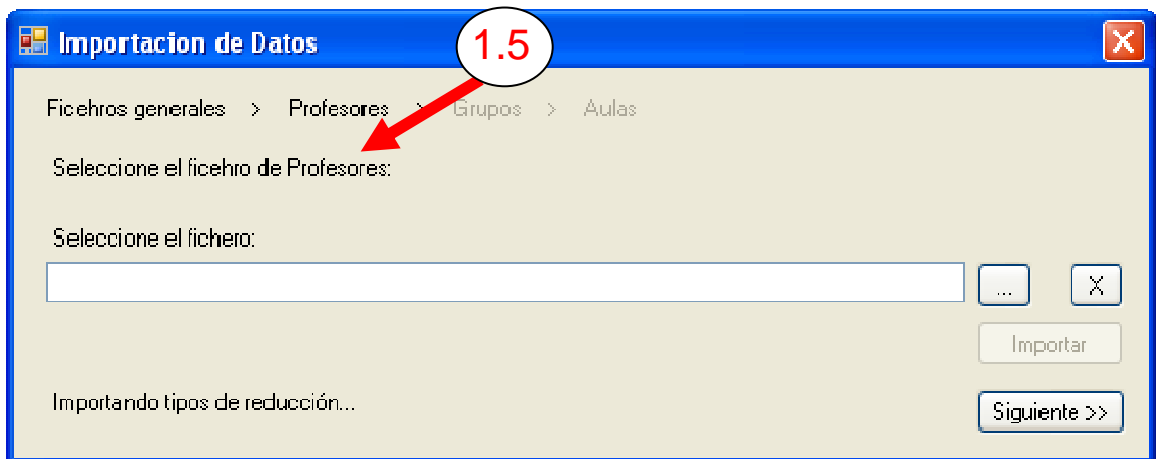 Importacion de Datos
1.5
Ficehros generales > Profesores > Grupos > Aulas
Seleccione el ficehro de Profesores:
Seleccione el fichero:
... X
Importar
Importando tipos de reducción...
Siguiente >>